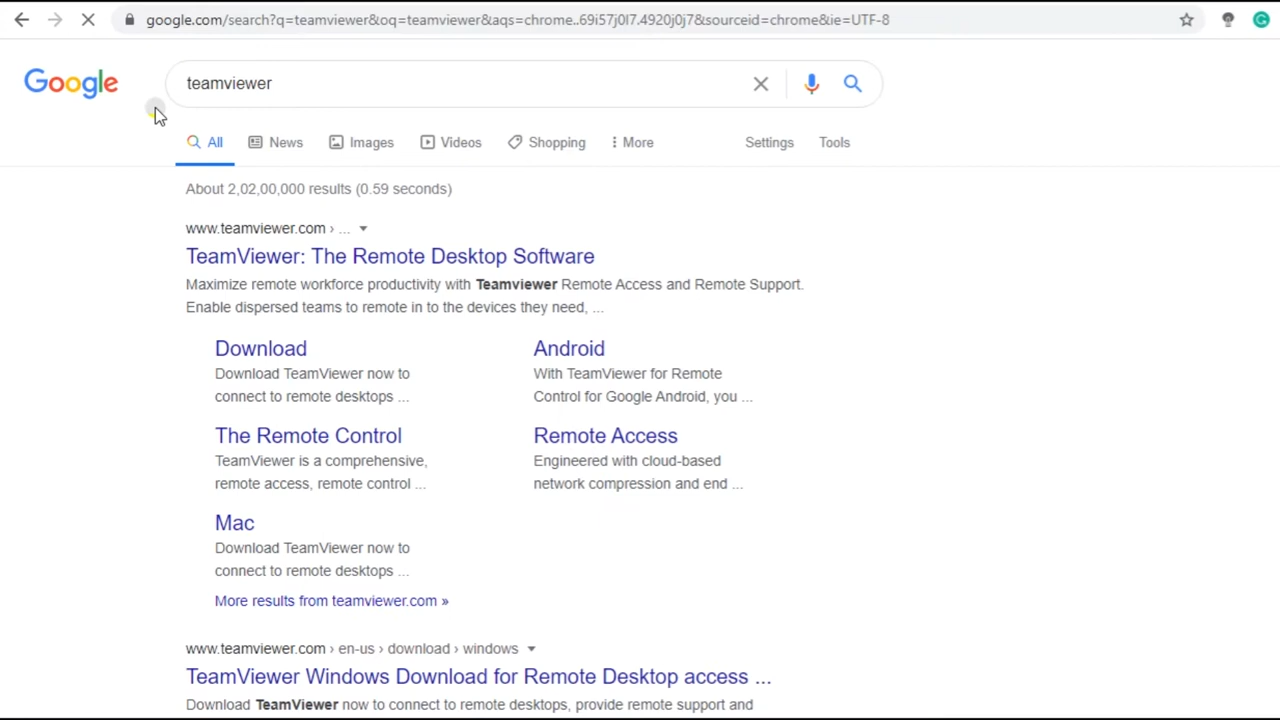 google.com/search?q=teamviewer&oq=teamviewer&aqs=chrome..69i57j0l7.4920j0j7&sourceid=chrome&ie=UTF-8
Google
teamviewer
All News Images Videos Shopping More Settings Tools
About 2,02,00,000 results (0.59 seconds)
www.teamviewer.com › ...
TeamViewer: The Remote Desktop Software
Maximize remote workforce productivity with Teamviewer Remote Access and Remote Support.
Enable dispersed teams to remote in to the devices they need, ...
Download
Download TeamViewer now to
connect to remote desktops ...
Android
With TeamViewer for Remote
Control for Google Android, you ...
The Remote Control
TeamViewer is a comprehensive,
remote access, remote control ...
Remote Access
Engineered with cloud-based
network compression and end ...
Mac
Download TeamViewer now to
connect to remote desktops ...
More results from teamviewer.com »
www.teamviewer.com › en-us › download › windows
TeamViewer Windows Download for Remote Desktop access ...
Download TeamViewer now to connect to remote desktops, provide remote support and